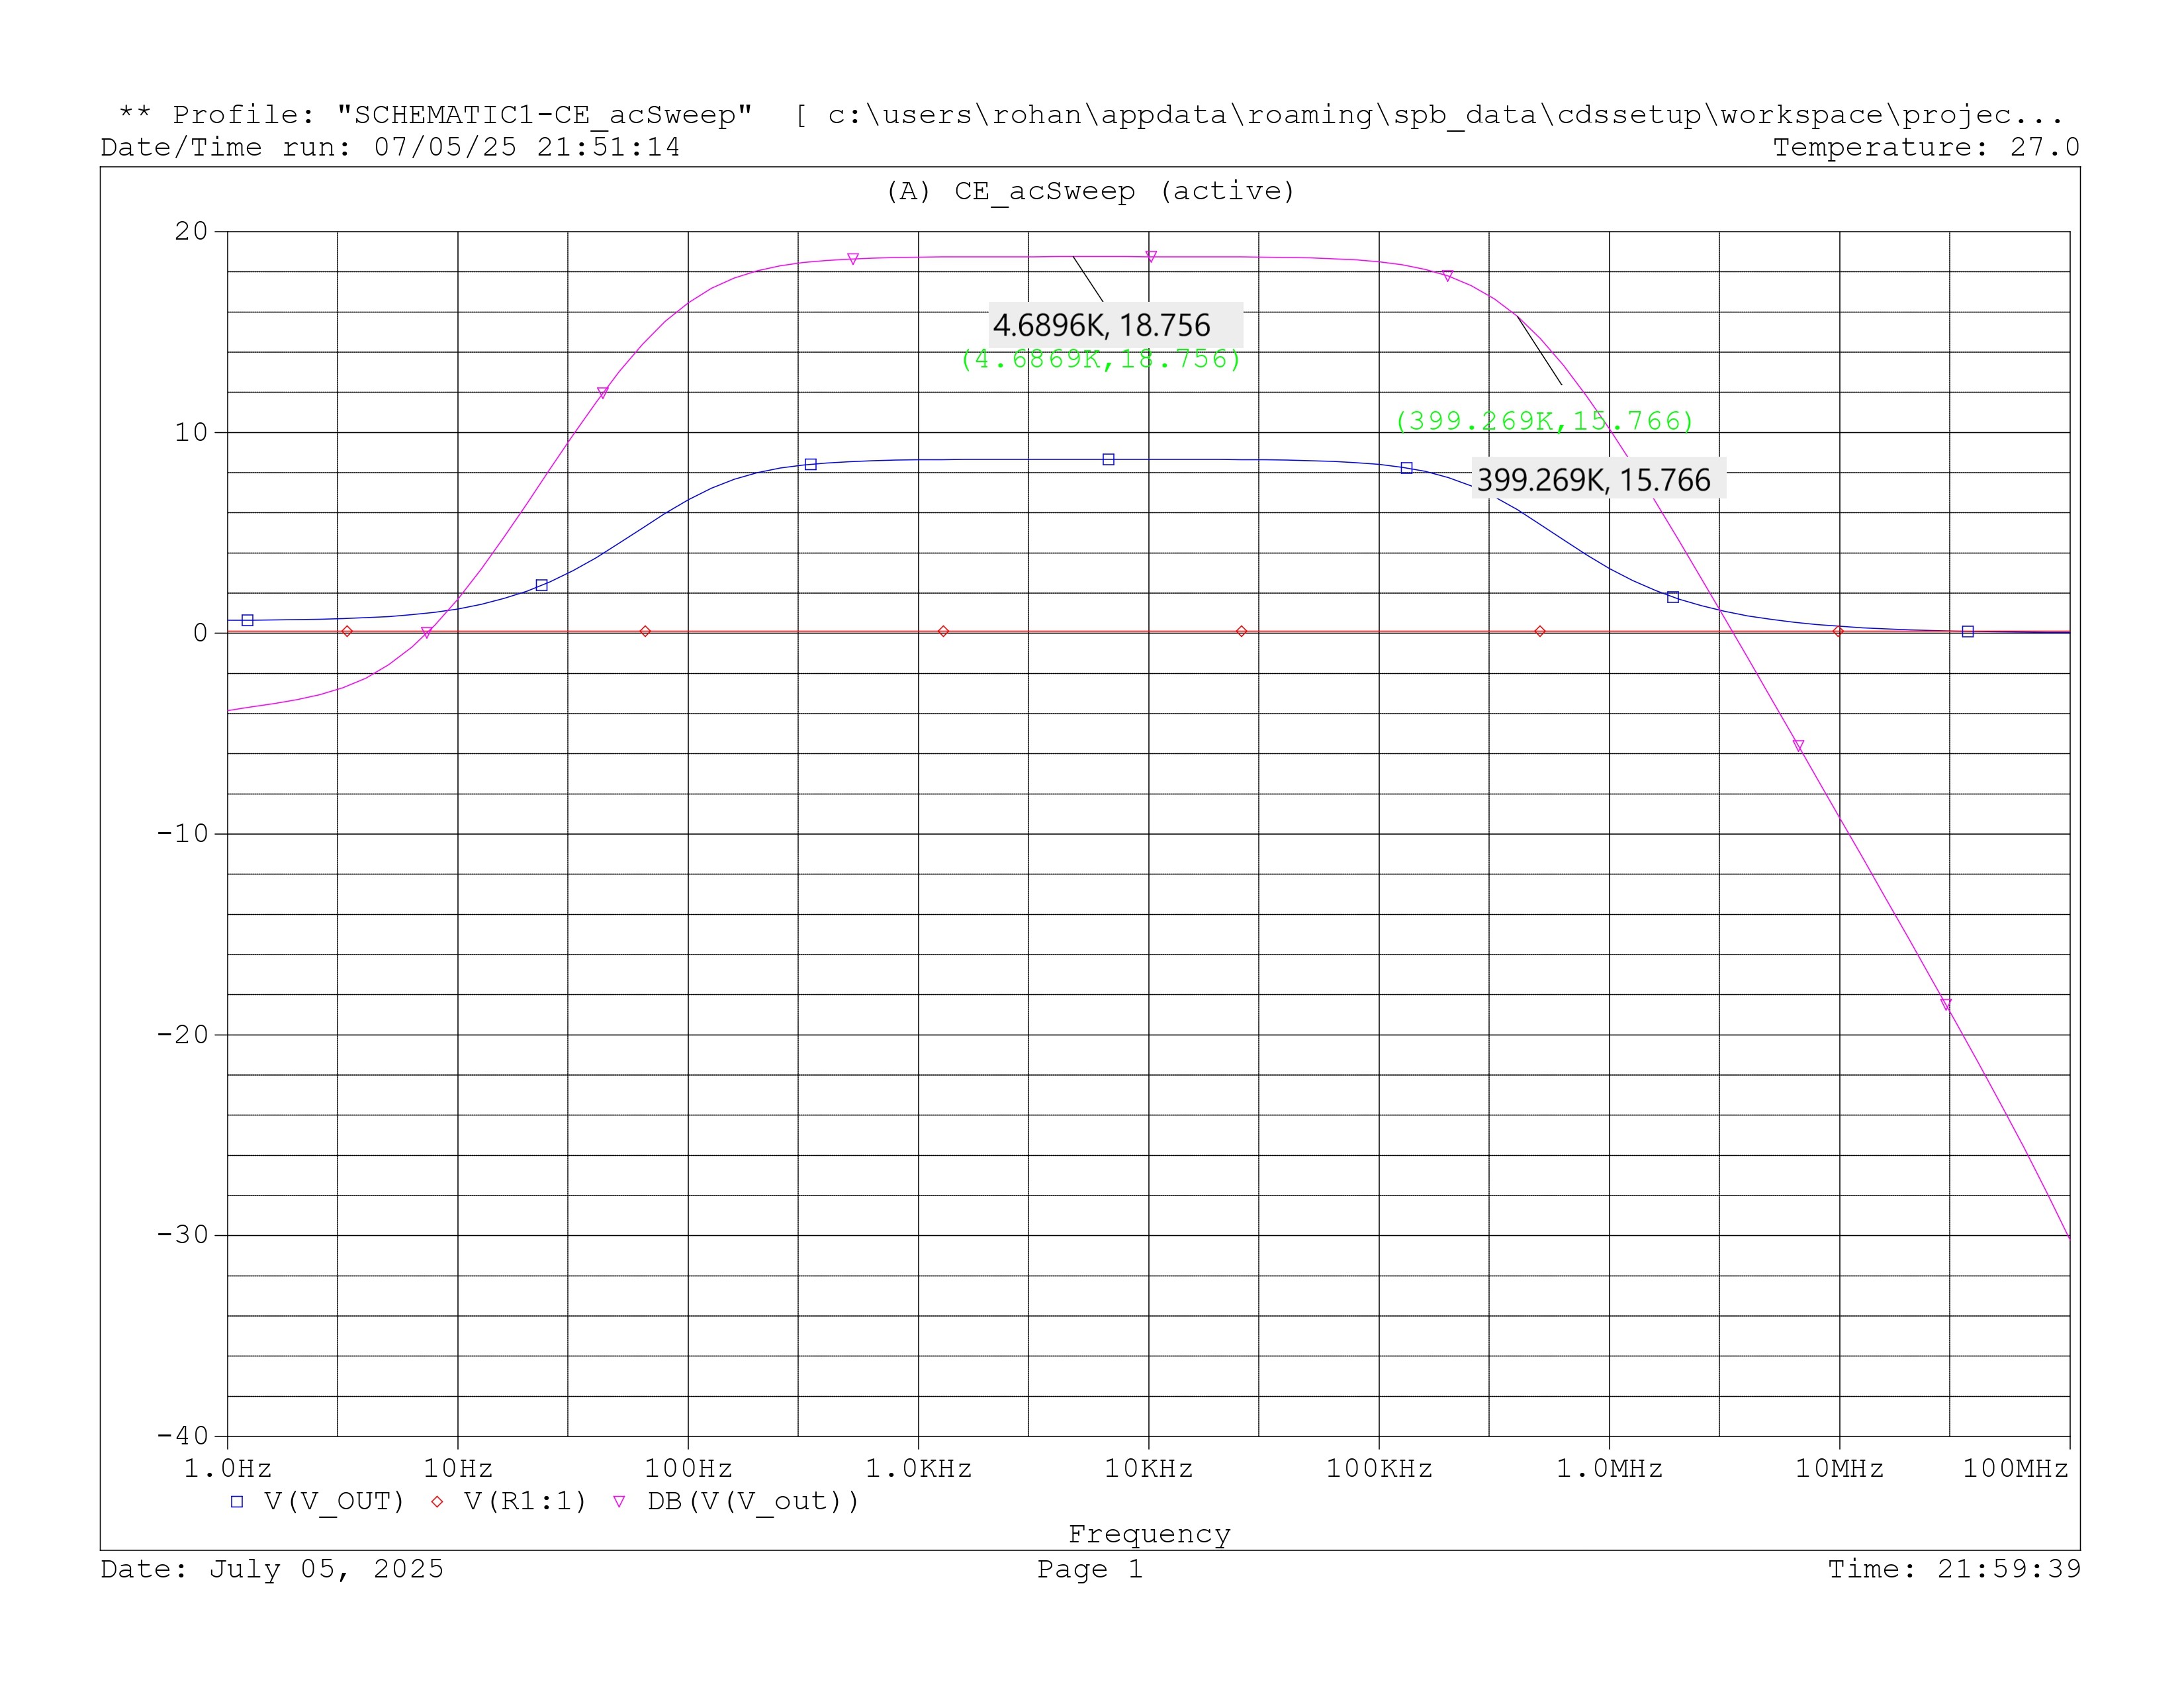 ** Profile: "SCHEMATIC1-CE_acSweep"  [ c:\users\rohan\appdata\roaming\spb_data\cdssetup\workspace\projec...
Date/Time run: 07/05/25 21:51:14 Temperature: 27.0
(A) CE_acSweep (active)
20
4.6896K, 18.756
(4.6869K,18.756)
(399.269K,15.766)
10
399.269K, 15.766
0
-10
-20
-30
-40
1.0Hz 10Hz 100Hz 1.0KHz 10KHz 100KHz 1.0MHz 10MHz 100MHz
V(V_OUT) V(R1:1) DB(V(V_out))
Frequency
Date: July 05, 2025 Page 1 Time: 21:59:39